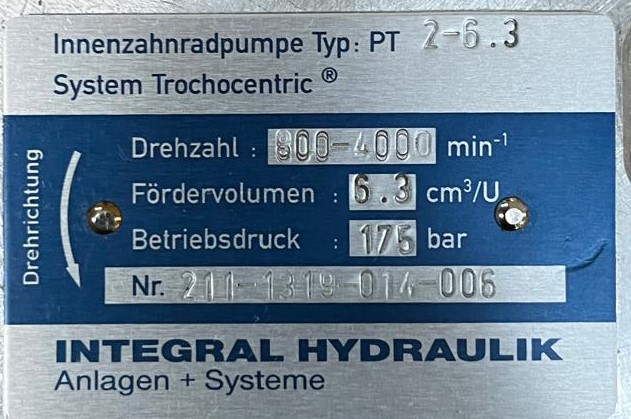 Innenzahnradpumpe Typ: PT 2-6.3
System Trochocentric®
Drehrichtung
Drehzahl : 800-4000 min⁻¹
Fördervolumen : 6.3 cm³/U
Betriebsdruck : 175 bar
Nr. 211-1319-014-006
INTEGRAL HYDRAULIK
Anlagen + Systeme